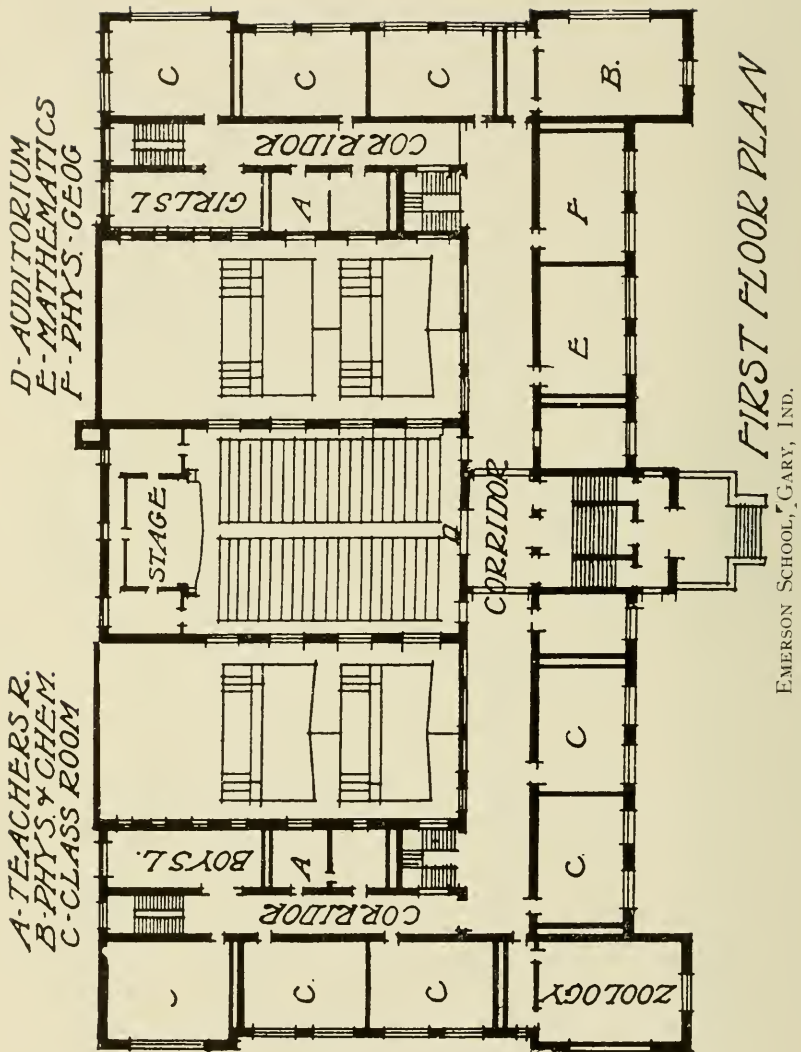 A-TEACHERS R.
B-PHYS. & CHEM.
C-CLASS ROOM
D-AUDITORIUM
E-MATHEMATICS
F-PHYS.-GEOG
C.
C
CORRIDOR
BOYS L.
A
STAGE
D
GIRLS L
A
CORRIDOR
C
C
C
CORRIDOR
ZOOLOGY
C.
C
E
F
B.
FIRST FLOOR PLAN
EMERSON SCHOOL, GARY, IND.